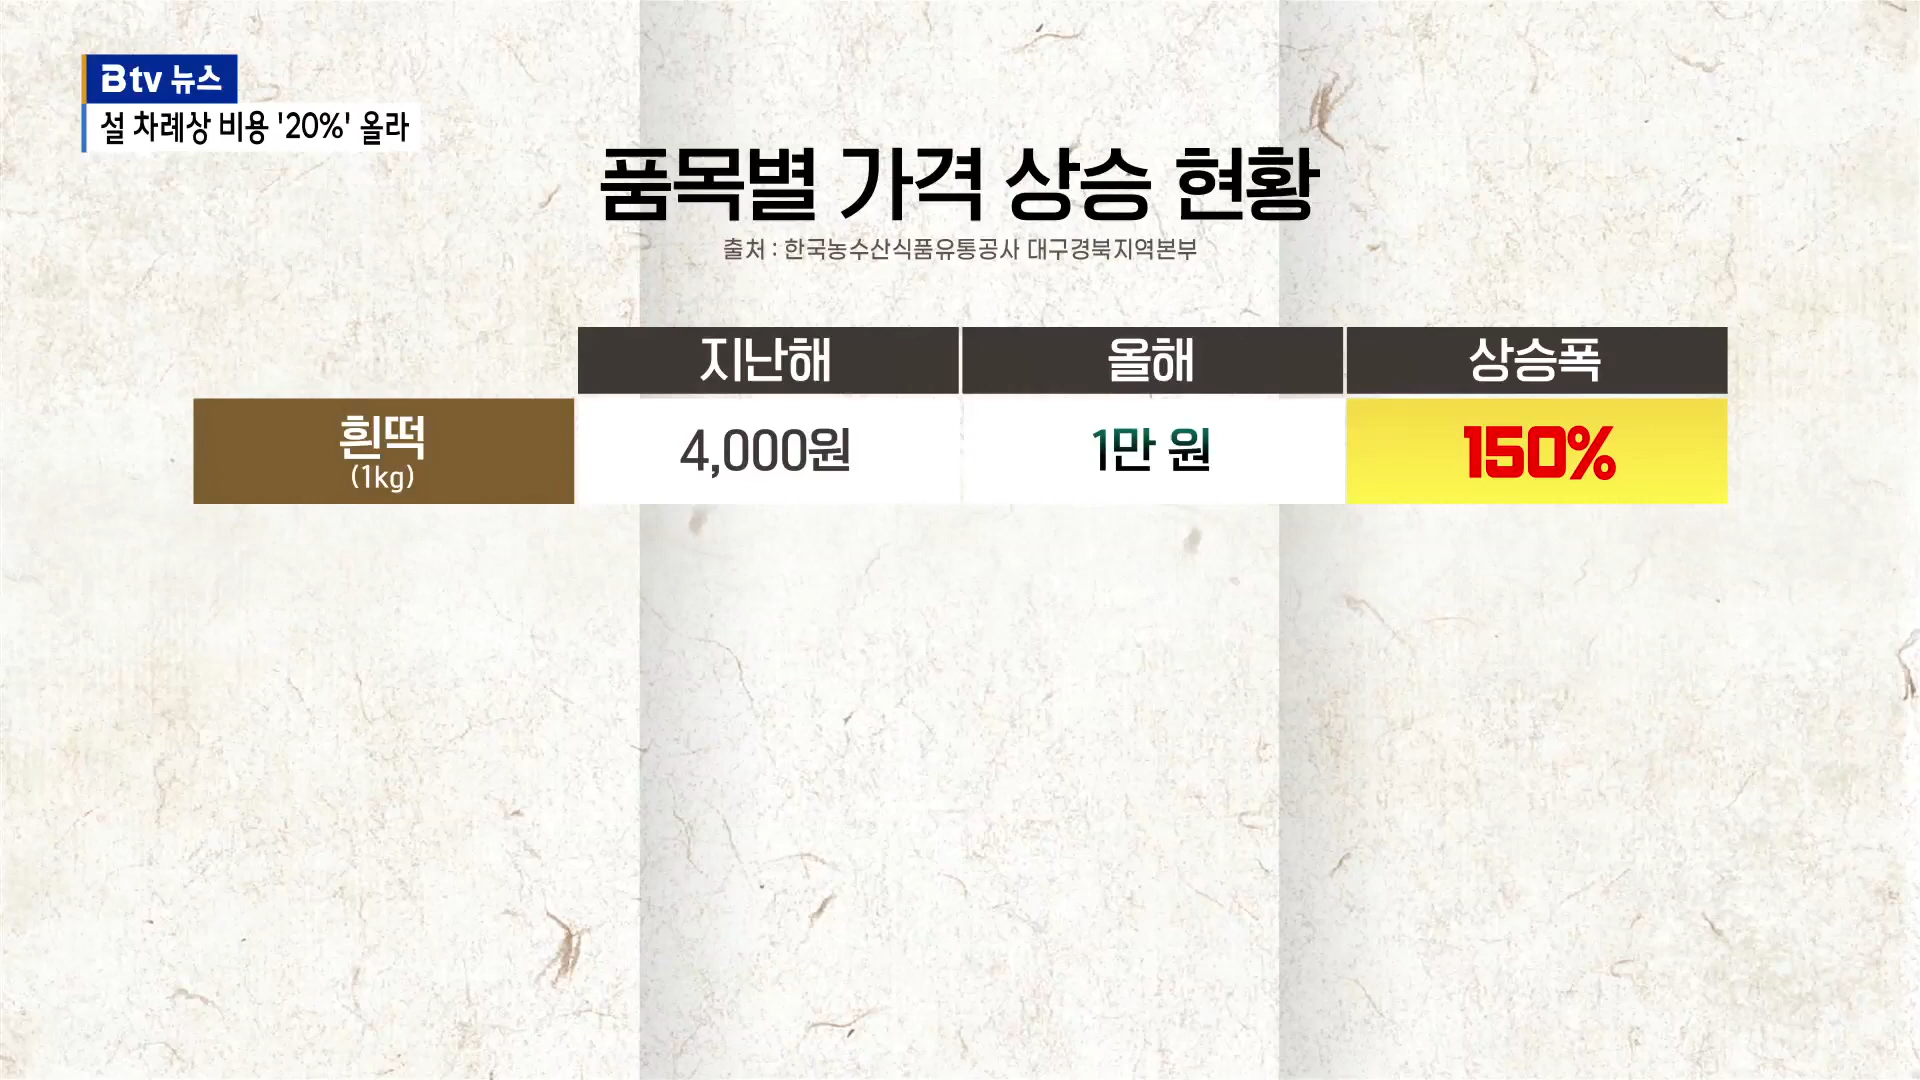 Btv 뉴스
설 차례상 비용 '20%' 올라
품목별 가격 상승 현황
출처 : 한국농수산식품유통공사 대구경북지역본부
지난해 올해 상승폭
흰떡 4,000원 1만 원 150%
(1kg)